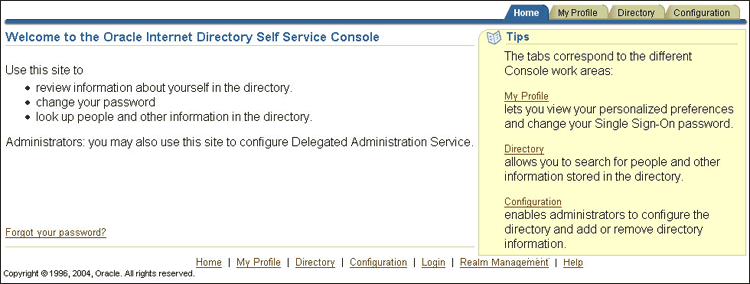 Home My Profile Directory Configuration
Welcome to the Oracle Internet Directory Self Service Console
Use this site to
• review information about yourself in the directory.
• change your password
• look up people and other information in the directory.
Administrators: you may also use this site to configure Delegated Administration Service.
Forgot your password?
Tips
The tabs correspond to the different
Console work areas:
My Profile
lets you view your personalized preferences
and change your Single Sign-On password.
Directory
allows you to search for people and other
information stored in the directory.
Configuration
enables administrators to configure the
directory and add or remove directory
information.
Home | My Profile | Directory | Configuration | Login | Realm Management | Help
Copyright © 1996, 2004, Oracle. All rights reserved.